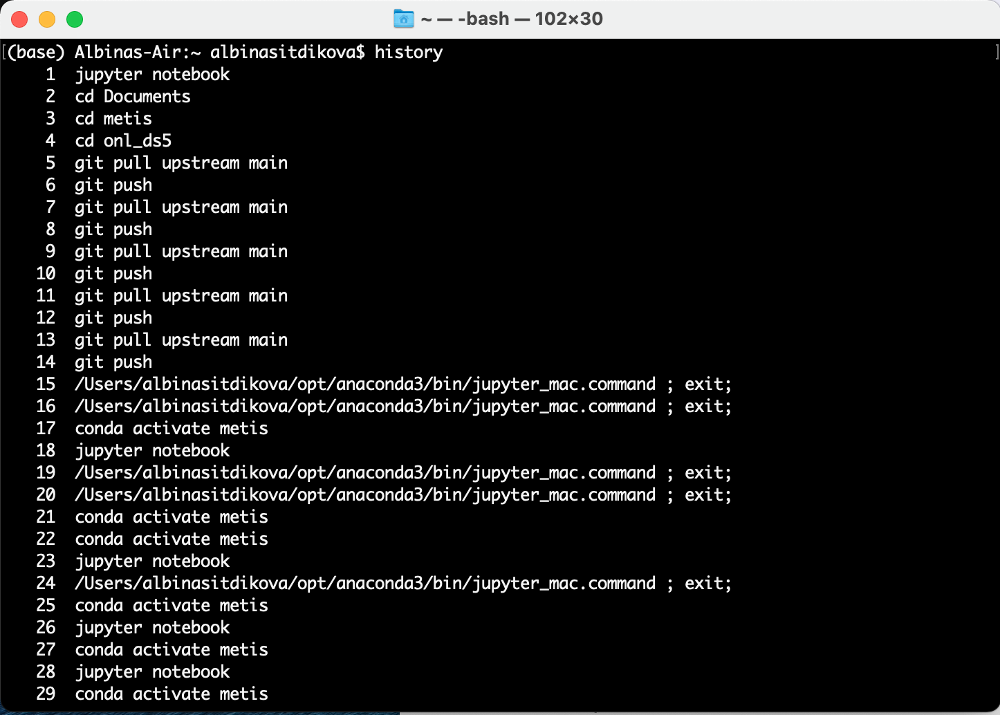 ~ — -bash — 102×30
[(base) Albinas-Air:~ albinasitdikova$ history ]
1 jupyter notebook
2 cd Documents
3 cd metis
4 cd onl_ds5
5 git pull upstream main
6 git push
7 git pull upstream main
8 git push
9 git pull upstream main
10 git push
11 git pull upstream main
12 git push
13 git pull upstream main
14 git push
15 /Users/albinasitdikova/opt/anaconda3/bin/jupyter_mac.command ; exit;
16 /Users/albinasitdikova/opt/anaconda3/bin/jupyter_mac.command ; exit;
17 conda activate metis
18 jupyter notebook
19 /Users/albinasitdikova/opt/anaconda3/bin/jupyter_mac.command ; exit;
20 /Users/albinasitdikova/opt/anaconda3/bin/jupyter_mac.command ; exit;
21 conda activate metis
22 conda activate metis
23 jupyter notebook
24 /Users/albinasitdikova/opt/anaconda3/bin/jupyter_mac.command ; exit;
25 conda activate metis
26 jupyter notebook
27 conda activate metis
28 jupyter notebook
29 conda activate metis